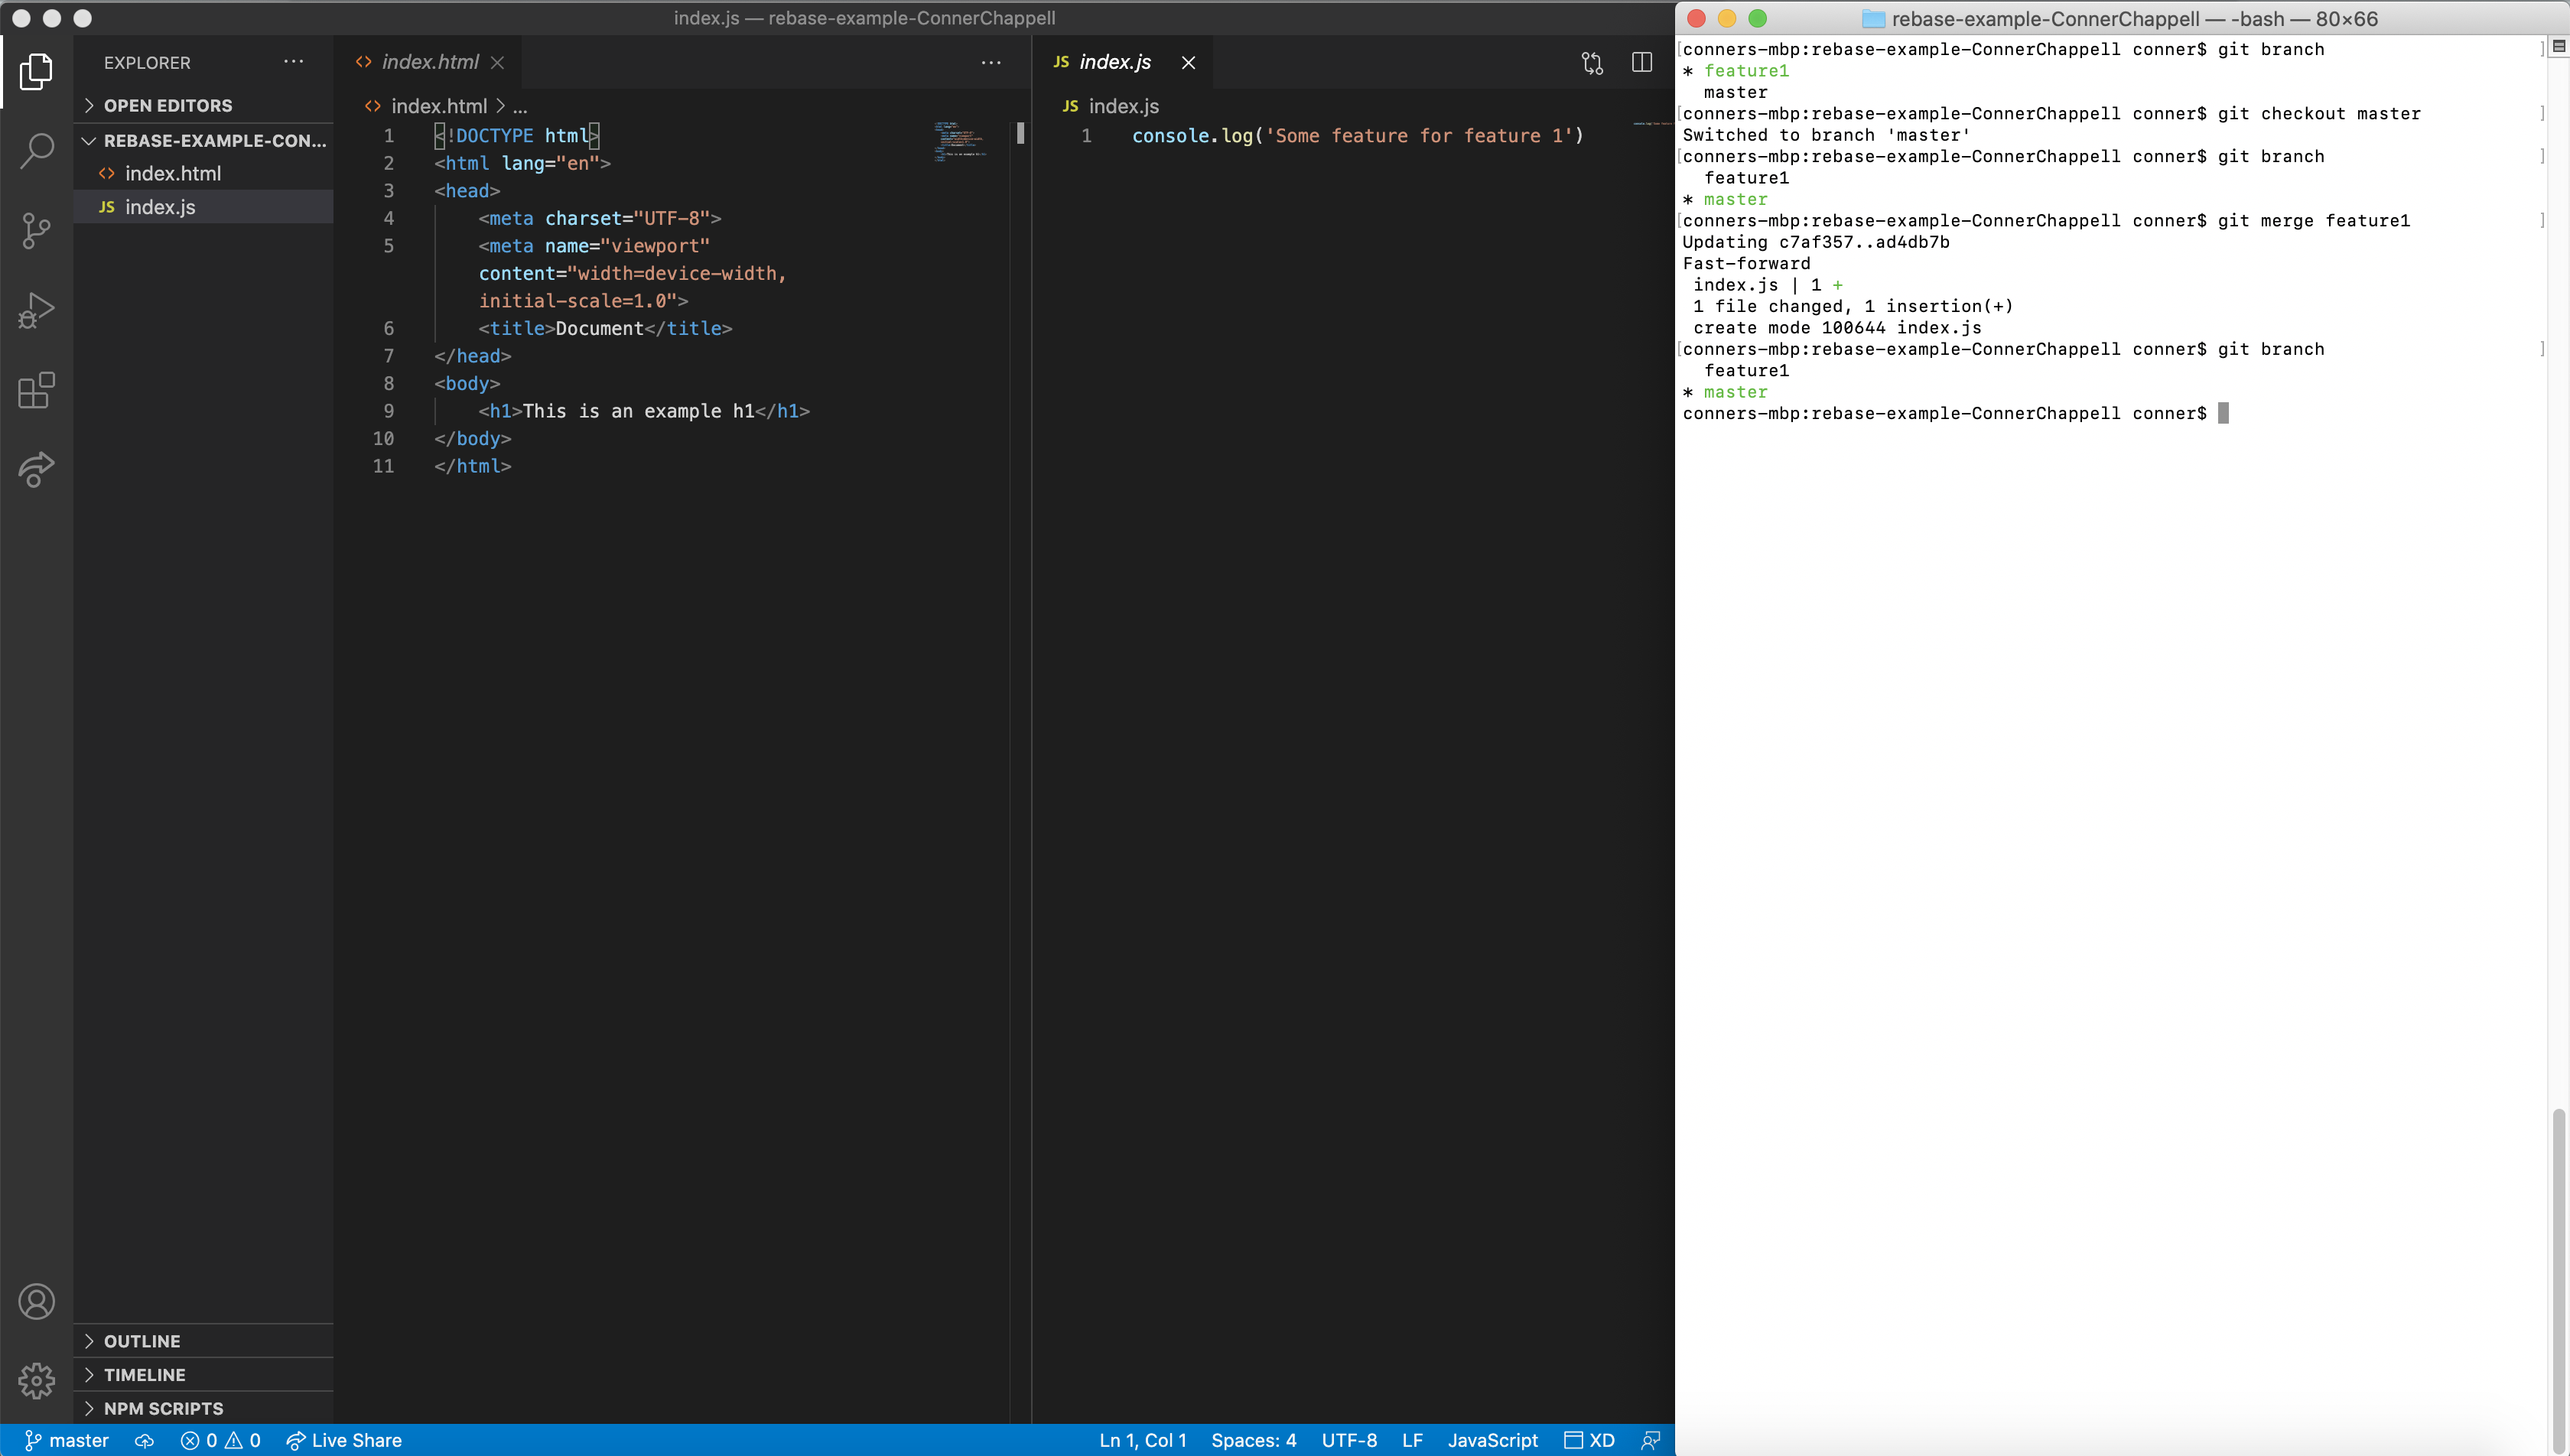 index.js — rebase-example-ConnerChappell
EXPLORER
OPEN EDITORS
REBASE-EXAMPLE-CON...
index.html
JS index.js
OUTLINE
TIMELINE
NPM SCRIPTS
index.html
index.html > ...
1 <!DOCTYPE html>
2 <html lang="en">
3 <head>
4 <meta charset="UTF-8">
5 <meta name="viewport"
content="width=device-width,
initial-scale=1.0">
6 <title>Document</title>
7 </head>
8 <body>
9 <h1>This is an example h1</h1>
10 </body>
11 </html>
JS index.js
JS index.js
1 console.log('Some feature for feature 1')
master 0 0 Live Share Ln 1, Col 1 Spaces: 4 UTF-8 LF JavaScript XD
rebase-example-ConnerChappell — -bash — 80×66
[conners-mbp:rebase-example-ConnerChappell conner$ git branch ]
* feature1
master
[conners-mbp:rebase-example-ConnerChappell conner$ git checkout master ]
Switched to branch 'master'
[conners-mbp:rebase-example-ConnerChappell conner$ git branch ]
feature1
* master
[conners-mbp:rebase-example-ConnerChappell conner$ git merge feature1 ]
Updating c7af357..ad4db7b
Fast-forward
index.js | 1 +
1 file changed, 1 insertion(+)
create mode 100644 index.js
[conners-mbp:rebase-example-ConnerChappell conner$ git branch ]
feature1
* master
conners-mbp:rebase-example-ConnerChappell conner$